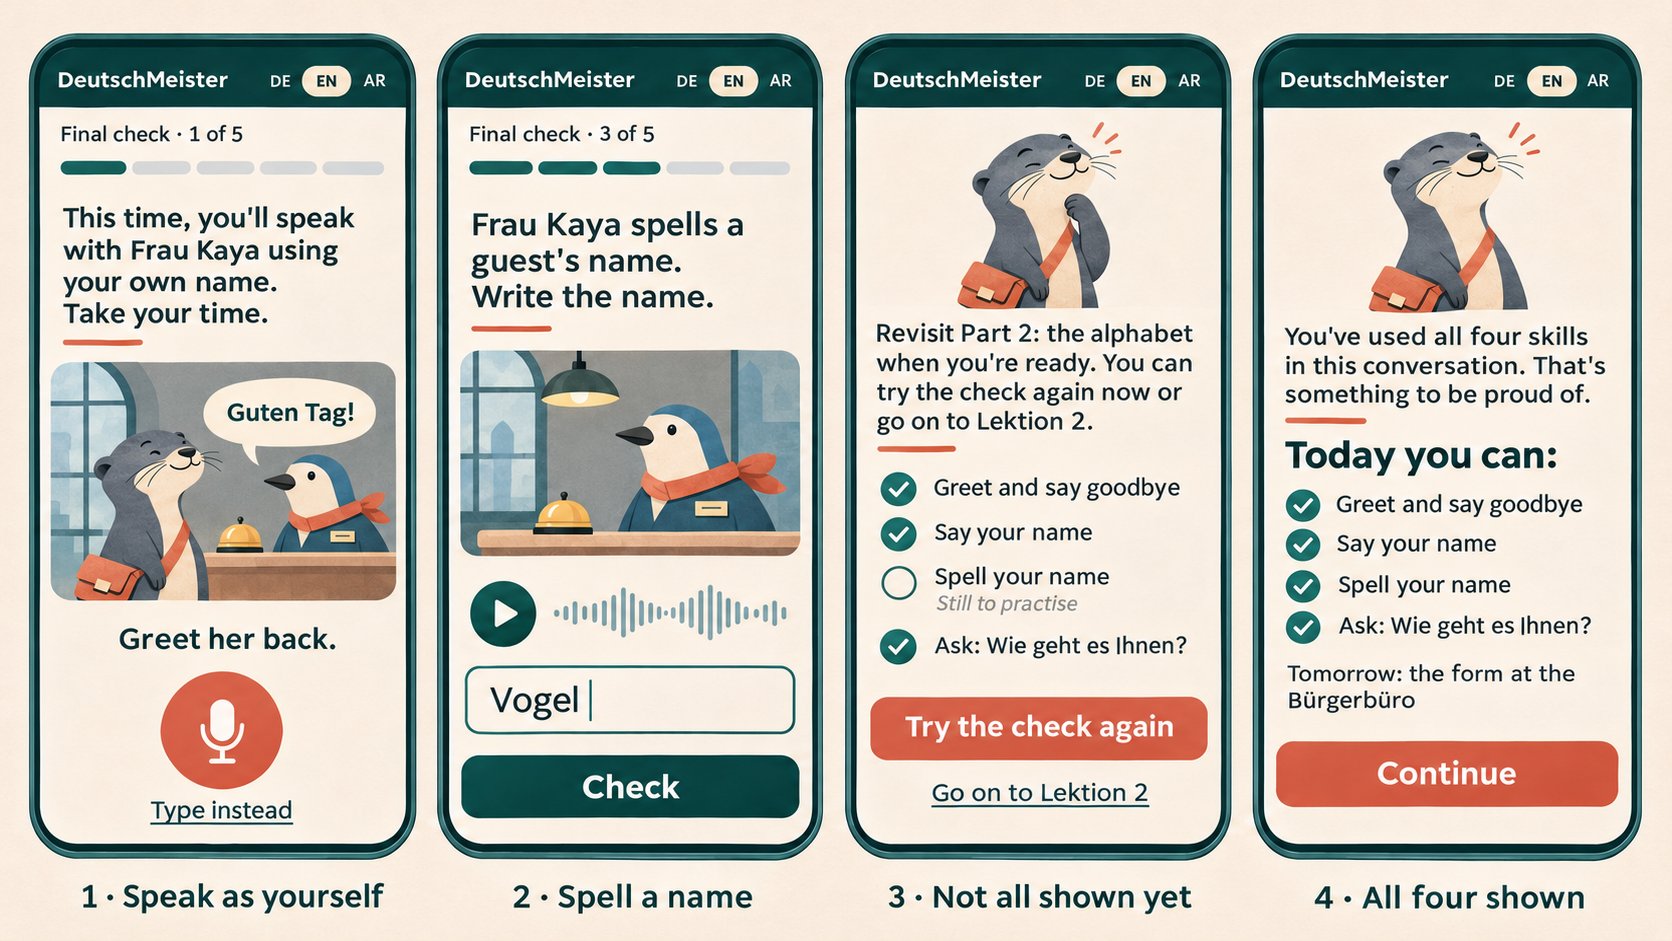 DeutschMeister DE EN AR
Final check · 1 of 5
This time, you'll speak
with Frau Kaya using
your own name.
Take your time.
Guten Tag!
Greet her back.
Type instead
1 · Speak as yourself
DeutschMeister DE EN AR
Final check · 3 of 5
Frau Kaya spells a
guest's name.
Write the name.
Vogel
Check
2 · Spell a name
DeutschMeister DE EN AR
Revisit Part 2: the alphabet
when you're ready. You can
try the check again now or
go on to Lektion 2.
Greet and say goodbye
Say your name
Spell your name
Still to practise
Ask: Wie geht es Ihnen?
Try the check again
Go on to Lektion 2
3 · Not all shown yet
DeutschMeister DE EN AR
You've used all four skills
in this conversation. That's
something to be proud of.
Today you can:
Greet and say goodbye
Say your name
Spell your name
Ask: Wie geht es Ihnen?
Tomorrow: the form at the
Bürgerbüro
Continue
4 · All four shown